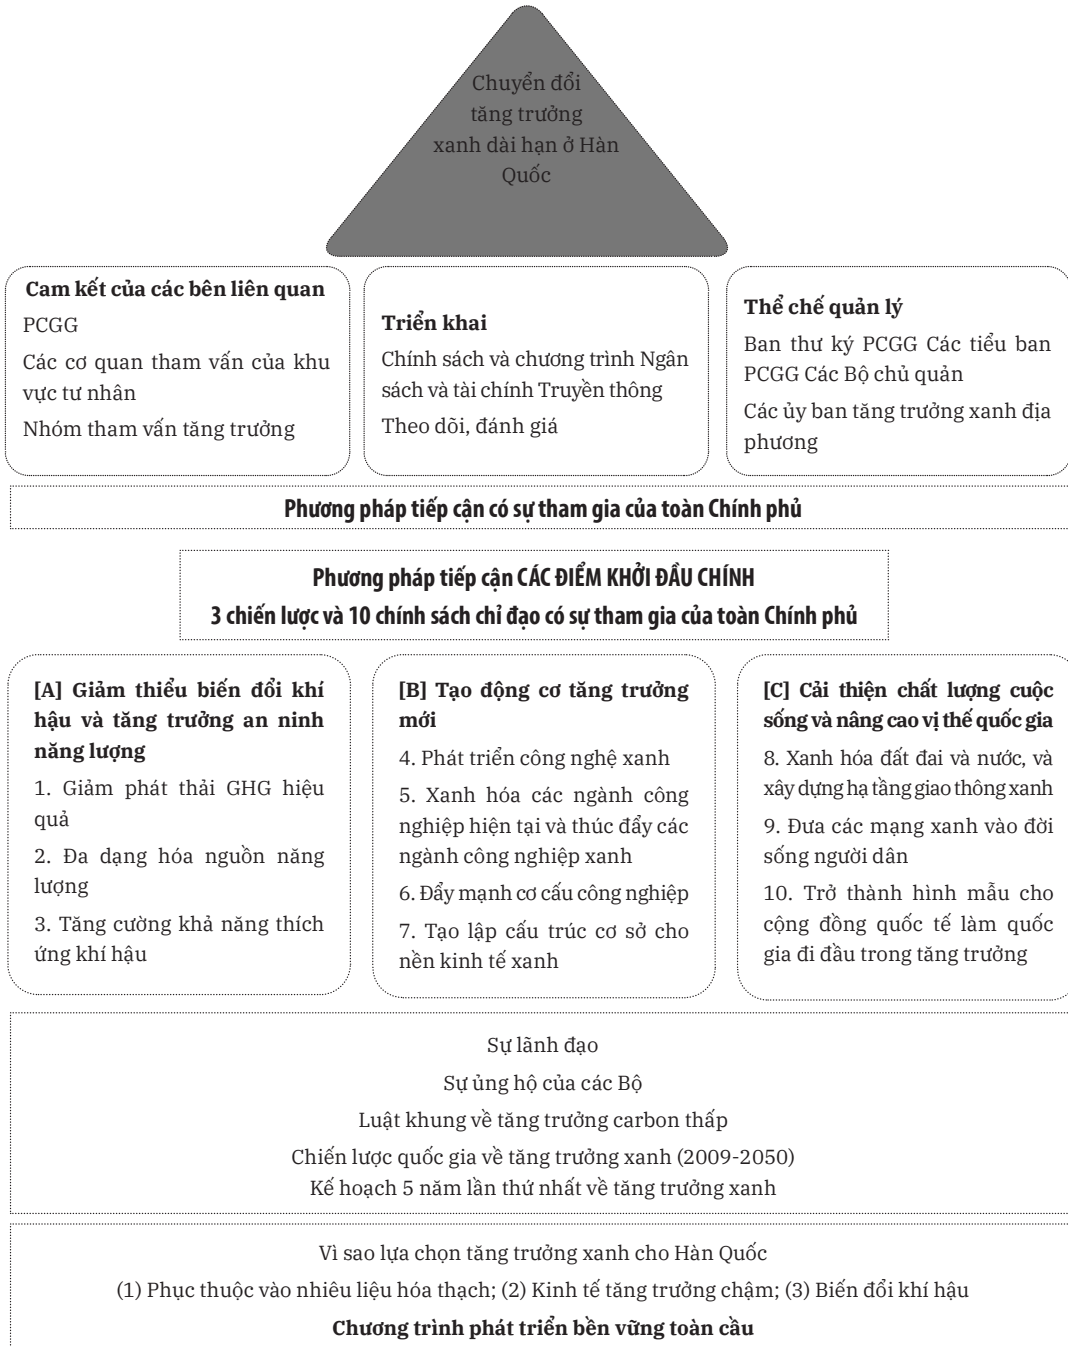 Chuyển đổi
tăng trưởng
xanh dài hạn ở Hàn
Quốc
Cam kết của các bên liên quan
PCGG
Các cơ quan tham vấn của khu
vực tư nhân
Nhóm tham vấn tăng trưởng
Triển khai
Chính sách và chương trình Ngân
sách và tài chính Truyền thông
Theo dõi, đánh giá
Thể chế quản lý
Ban thư ký PCGG Các tiểu ban
PCGG Các Bộ chủ quản
Các ủy ban tăng trưởng xanh địa
phương
Phương pháp tiếp cận có sự tham gia của toàn Chính phủ
Phương pháp tiếp cận CÁC ĐIỂM KHỞI ĐẦU CHÍNH
3 chiến lược và 10 chính sách chỉ đạo có sự tham gia của toàn Chính phủ
[A] Giảm thiểu biến đổi khí
hậu và tăng trưởng an ninh
năng lượng
1. Giảm phát thải GHG hiệu
quả
2. Đa dạng hóa nguồn năng
lượng
3. Tăng cường khả năng thích
ứng khí hậu
[B] Tạo động cơ tăng trưởng
mới
4. Phát triển công nghệ xanh
5. Xanh hóa các ngành công
nghiệp hiện tại và thúc đẩy các
ngành công nghiệp xanh
6. Đẩy mạnh cơ cấu công nghiệp
7. Tạo lập cấu trúc cơ sở cho
nền kinh tế xanh
[C] Cải thiện chất lượng cuộc
sống và nâng cao vị thế quốc gia
8. Xanh hóa đất đai và nước, và
xây dựng hạ tầng giao thông xanh
9. Đưa các mạng xanh vào đời
sống người dân
10. Trở thành hình mẫu cho
cộng đồng quốc tế làm quốc
gia đi đầu trong tăng trưởng
Sự lãnh đạo
Sự ủng hộ của các Bộ
Luật khung về tăng trưởng carbon thấp
Chiến lược quốc gia về tăng trưởng xanh (2009-2050)
Kế hoạch 5 năm lần thứ nhất về tăng trưởng xanh
Vì sao lựa chọn tăng trưởng xanh cho Hàn Quốc
(1) Phục thuộc vào nhiêu liệu hóa thạch; (2) Kinh tế tăng trưởng chậm; (3) Biến đổi khí hậu
Chương trình phát triển bền vững toàn cầu